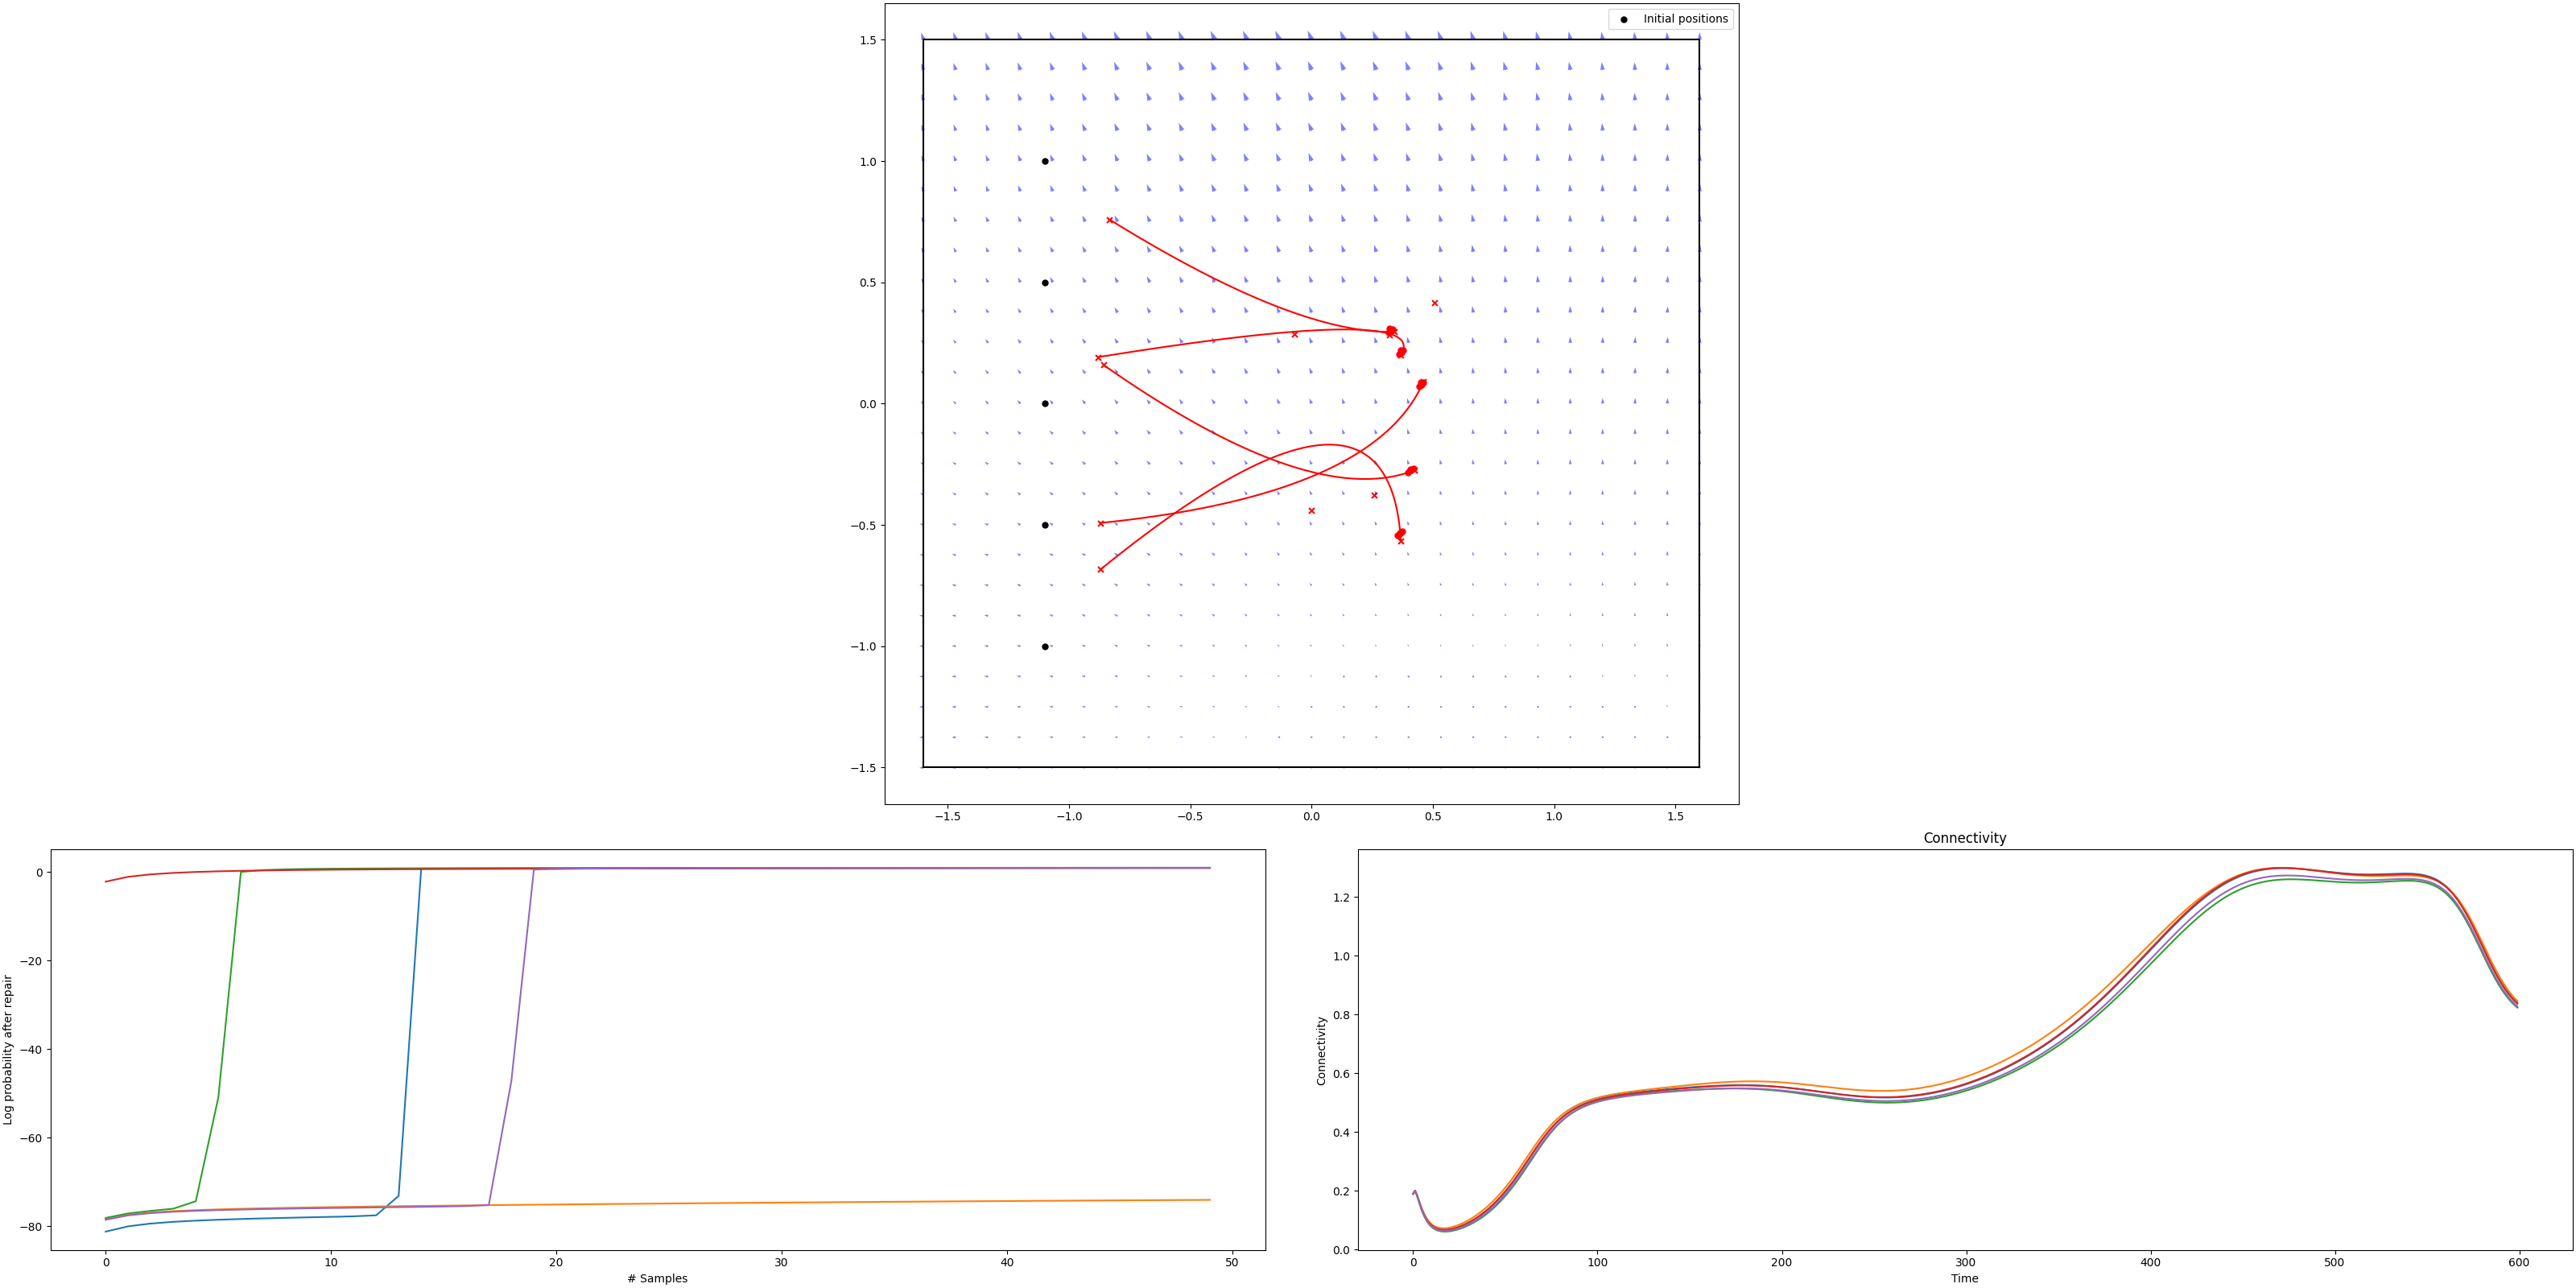 Initial positions
1.5
1.0
0.5
0.0
−0.5
−1.0
−1.5
−1.5 −1.0 −0.5 0.0 0.5 1.0 1.5
Log probability after repair
0
−20
−40
−60
−80
0 10 20 30 40 50
# Samples
Connectivity
Connectivity
1.2
1.0
0.8
0.6
0.4
0.2
0.0
0 100 200 300 400 500 600
Time